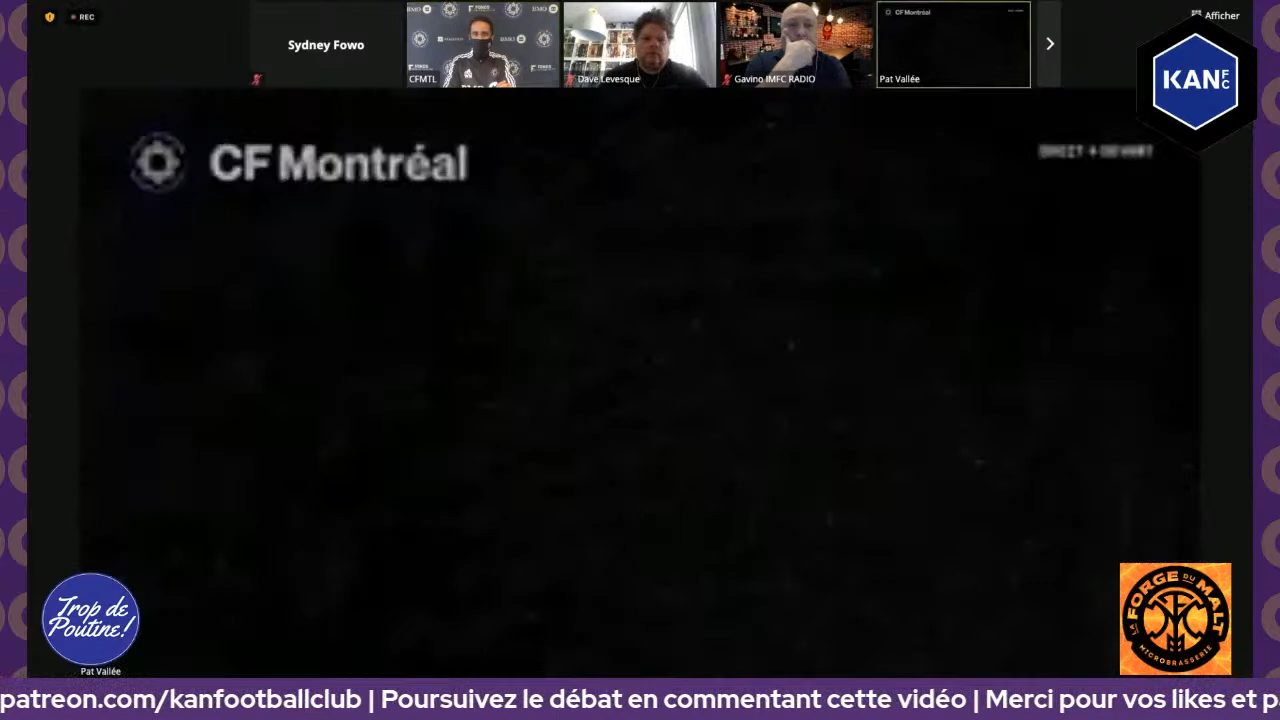 REC
Afficher
Sydney Fowo
CFMTL
Dave Levesque
Gavino IMFC RADIO
CF Montréal
Pat Vallée
KAN FC
CF Montréal
DROIT + DEVANT
Trop de
Poutine!
Pat Vallée
LA FORGE DU MALT
MICROBRASSERIE
patreon.com/kanfootballclub | Poursuivez le débat en commentant cette vidéo | Merci pour vos likes et p